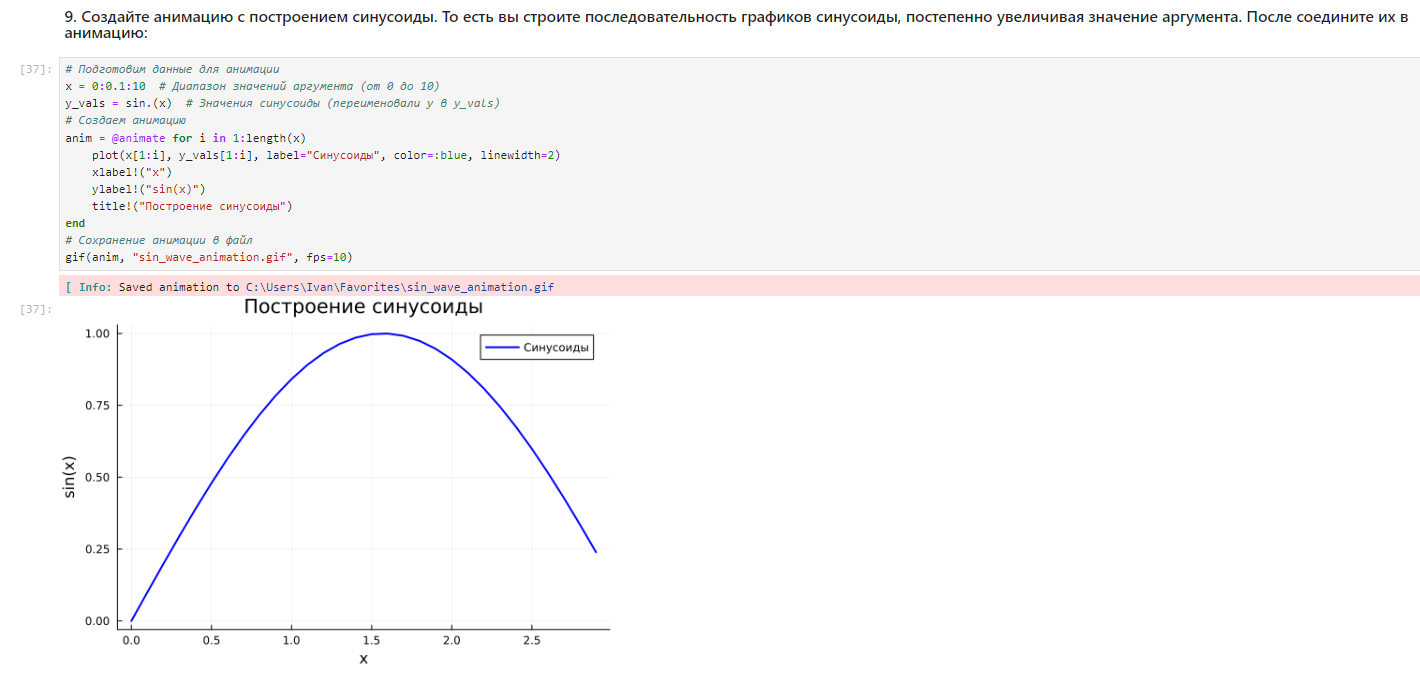 9. Создайте анимацию с построением синусоиды. То есть вы строите последовательность графиков синусоиды, постепенно увеличивая значение аргумента. После соедините их в
анимацию:
[37]:
# Подготовим данные для анимации
x = 0:0.1:10  # Диапазон значений аргумента (от 0 до 10)
y_vals = sin.(x)  # Значения синусоиды (переименовали y в y_vals)
# Создаем анимацию
anim = @animate for i in 1:length(x)
    plot(x[1:i], y_vals[1:i], label="Синусоиды", color=:blue, linewidth=2)
    xlabel!("x")
    ylabel!("sin(x)")
    title!("Построение синусоиды")
end
# Сохранение анимации в файл
gif(anim, "sin_wave_animation.gif", fps=10)
[ Info: Saved animation to C:\Users\Ivan\Favorites\sin_wave_animation.gif
[37]:
Построение синусоиды
Синусоиды
1.00
0.75
0.50
0.25
0.00
sin(x)
0.0 0.5 1.0 1.5 2.0 2.5
x